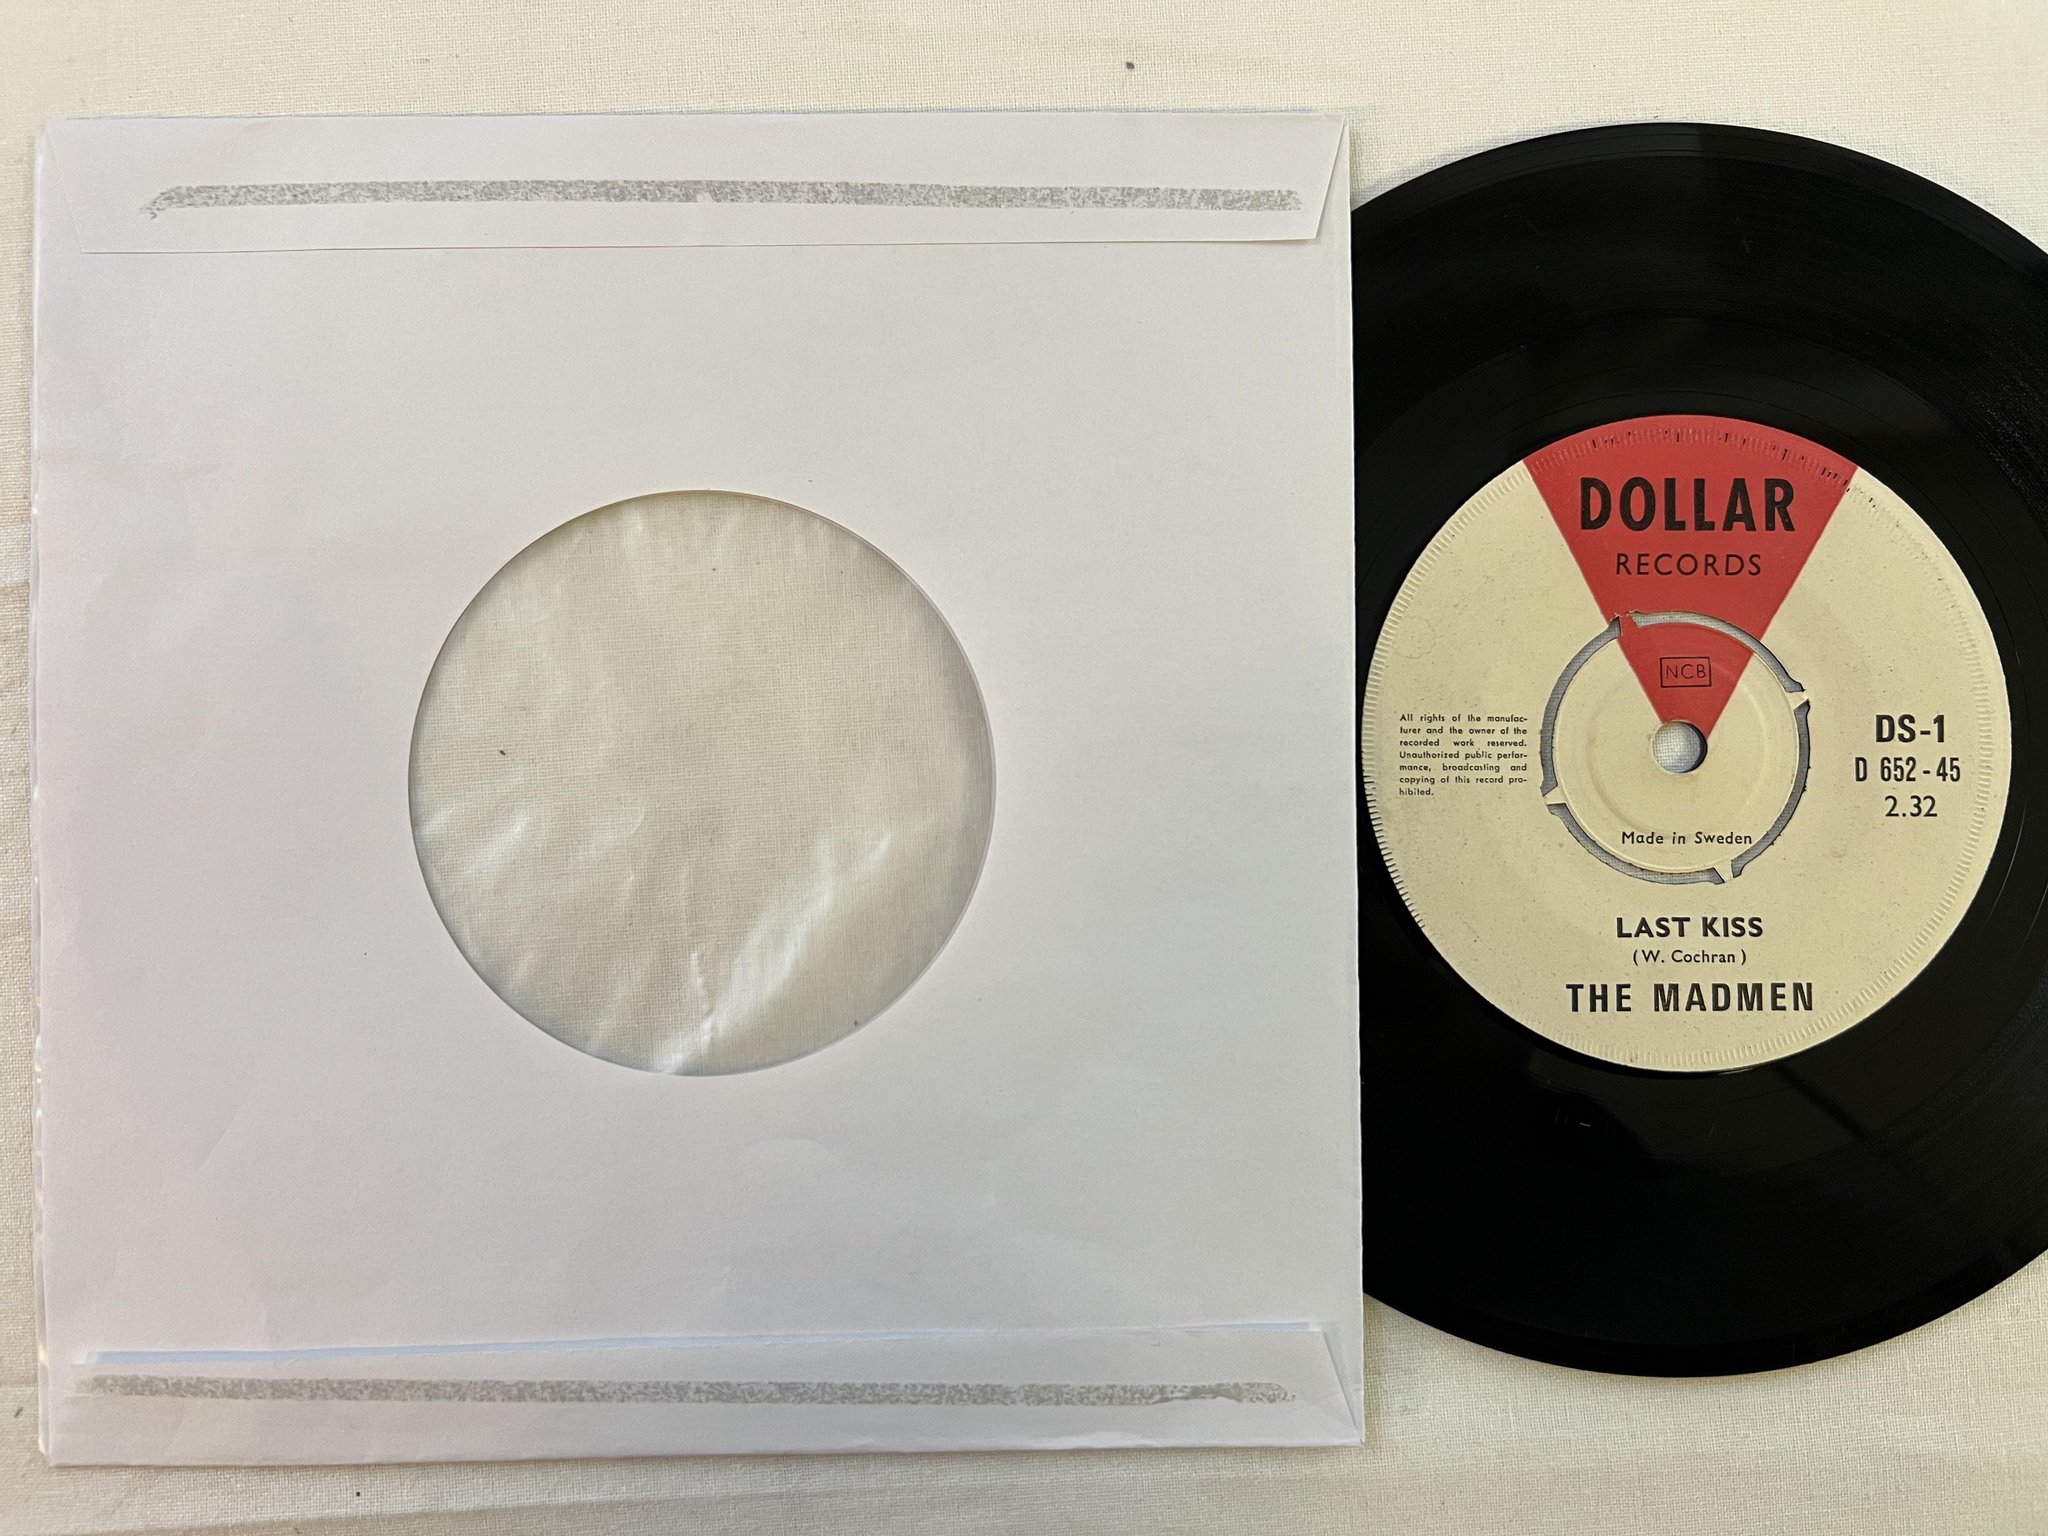 DOLLAR
RECORDS
NCB
All rights of the manufac-
turer and the owner of the
recorded work reserved.
Unauthorized public perfor-
mance, broadcasting and
copying of this record pro-
hibited.
DS-1
D 652-45
2.32
Made in Sweden
LAST KISS
(W. Cochran)
THE MADMEN